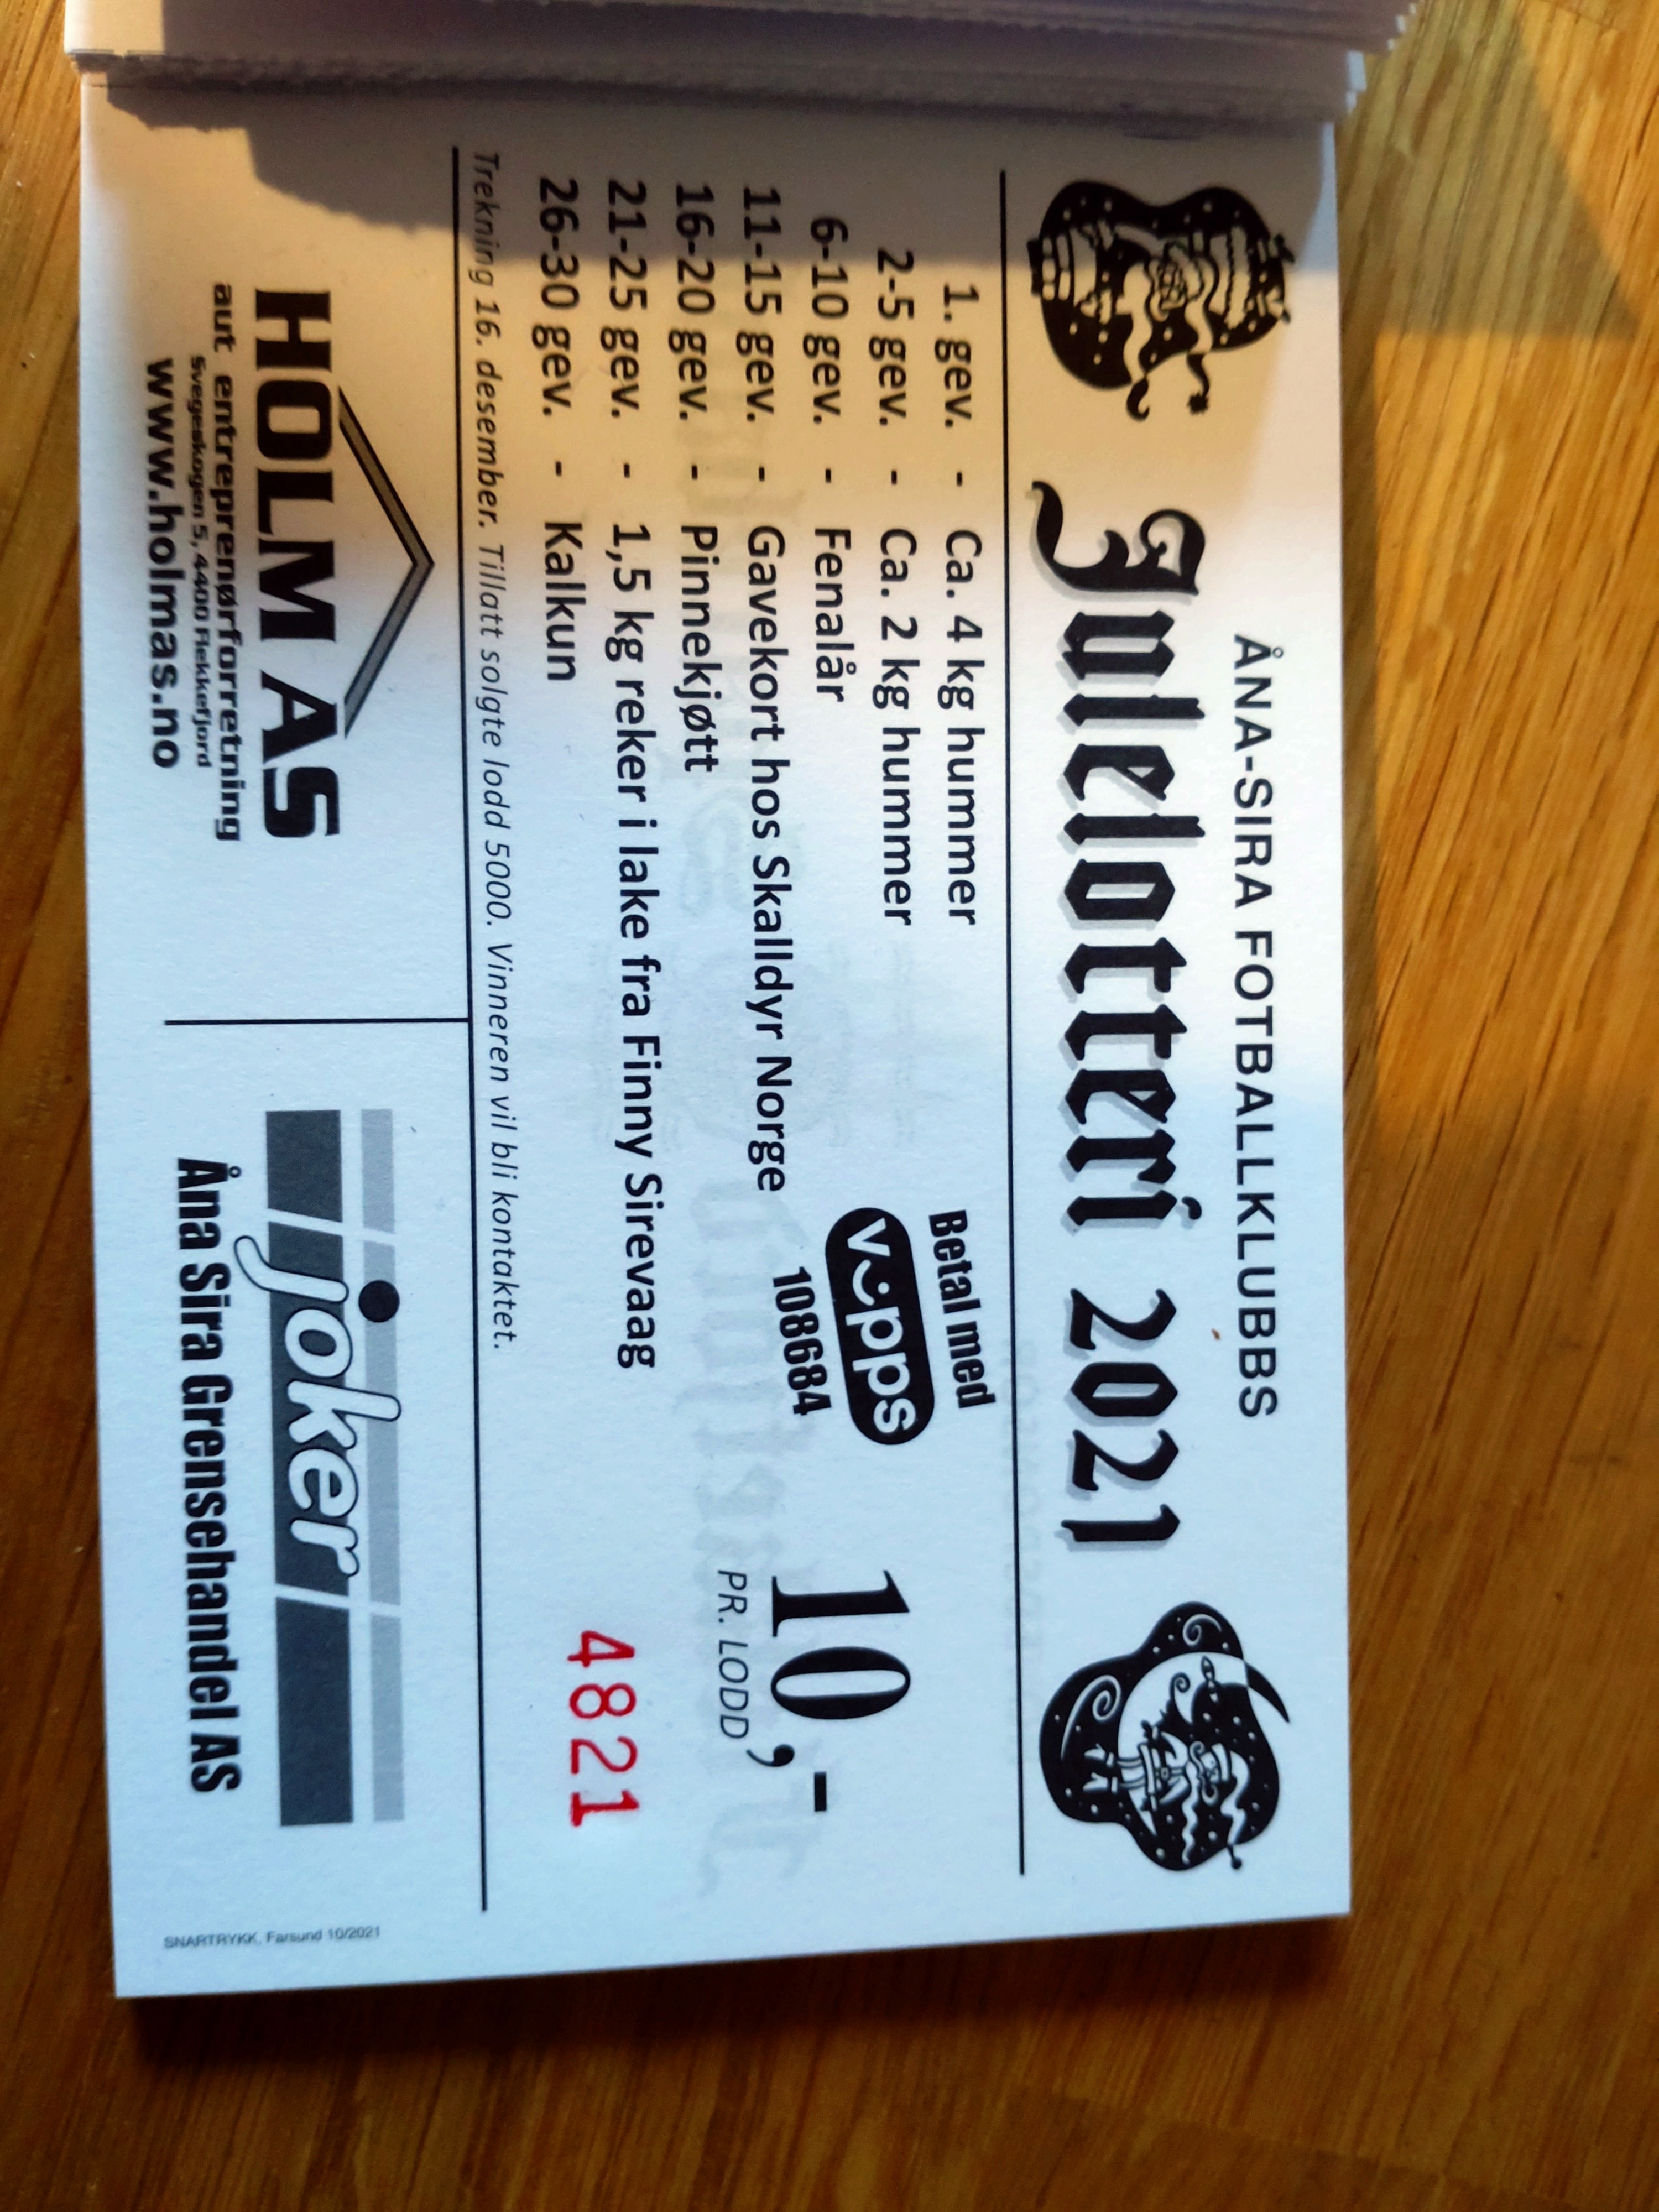 ÅNA-SIRA FOTBALLKLUBBS
Julelotteri 2021
1. gev. - Ca. 4 kg hummer
2-5 gev. - Ca. 2 kg hummer
6-10 gev. - Fenalår
11-15 gev. - Gavekort hos Skalldyr Norge
16-20 gev. - Pinnekjøtt
21-25 gev. - 1,5 kg reker i lake fra Finny Sirevaag
26-30 gev. - Kalkun
Betal med
vipps
108684
10,-
PR. LODD
4821
Trekning 16. desember. Tillatt solgte lodd 5000. Vinneren vil bli kontaktet.
HOLM AS
aut entreprenørforretning
Svegeskogen 5, 4400 Flekkefjord
www.holmas.no
joker
Åna Sira Grensehandel AS
SNARTRYKK, Farsund 10/2021